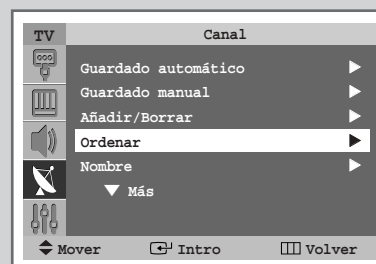 TV Canal
Guardado automático
Guardado manual
Añadir/Borrar
Ordenar
Nombre
Más
Mover Intro Volver